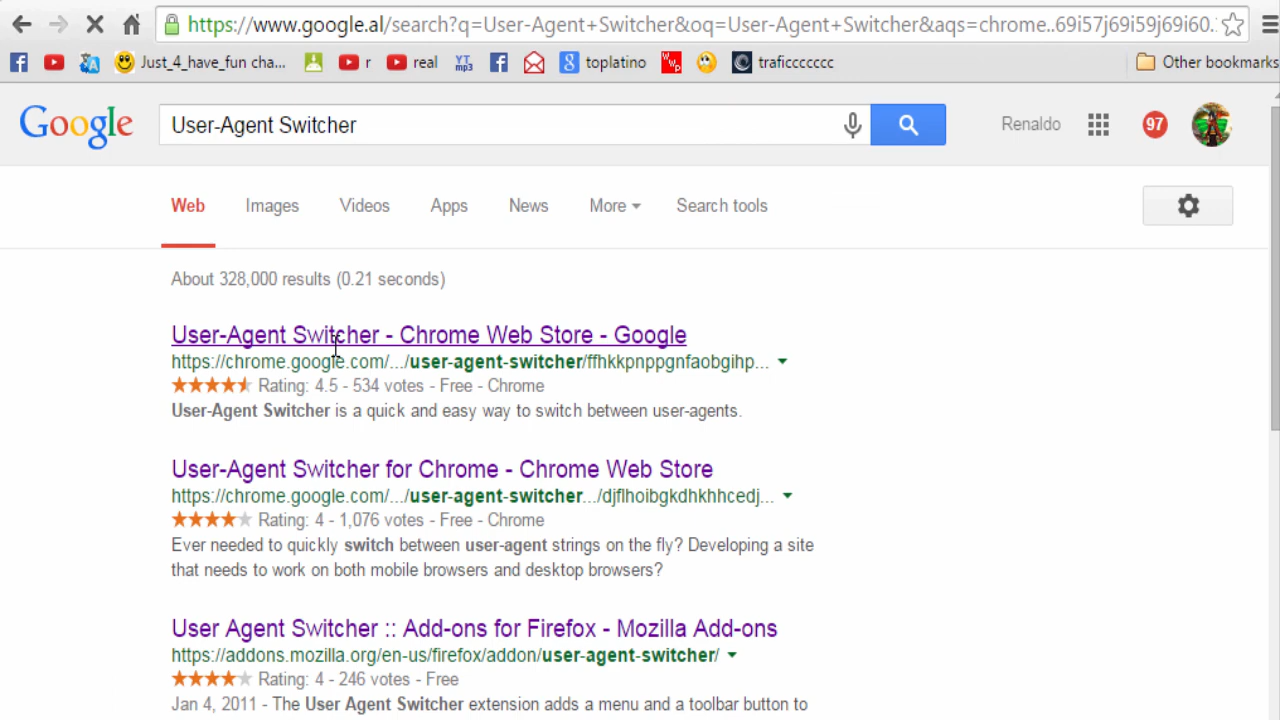 https://www.google.al/search?q=User-Agent+Switcher&oq=User-Agent+Switcher&aqs=chrome..69i57j69i59j69i60.
Just_4_have_fun cha... r real YT mp3 8 toplatino traficcccccc Other bookmarks
Google User-Agent Switcher Renaldo 97
Web Images Videos Apps News More Search tools
About 328,000 results (0.21 seconds)
User-Agent Switcher - Chrome Web Store - Google
https://chrome.google.com/.../user-agent-switcher/ffhkkpnppgnfaobgihp...
Rating: 4.5 - 534 votes - Free - Chrome
User-Agent Switcher is a quick and easy way to switch between user-agents.
User-Agent Switcher for Chrome - Chrome Web Store
https://chrome.google.com/.../user-agent-switcher.../djflhoibgkdhkhhcedj...
Rating: 4 - 1,076 votes - Free - Chrome
Ever needed to quickly switch between user-agent strings on the fly? Developing a site
that needs to work on both mobile browsers and desktop browsers?
User Agent Switcher :: Add-ons for Firefox - Mozilla Add-ons
https://addons.mozilla.org/en-us/firefox/addon/user-agent-switcher/
Rating: 4 - 246 votes - Free
Jan 4, 2011 - The User Agent Switcher extension adds a menu and a toolbar button to